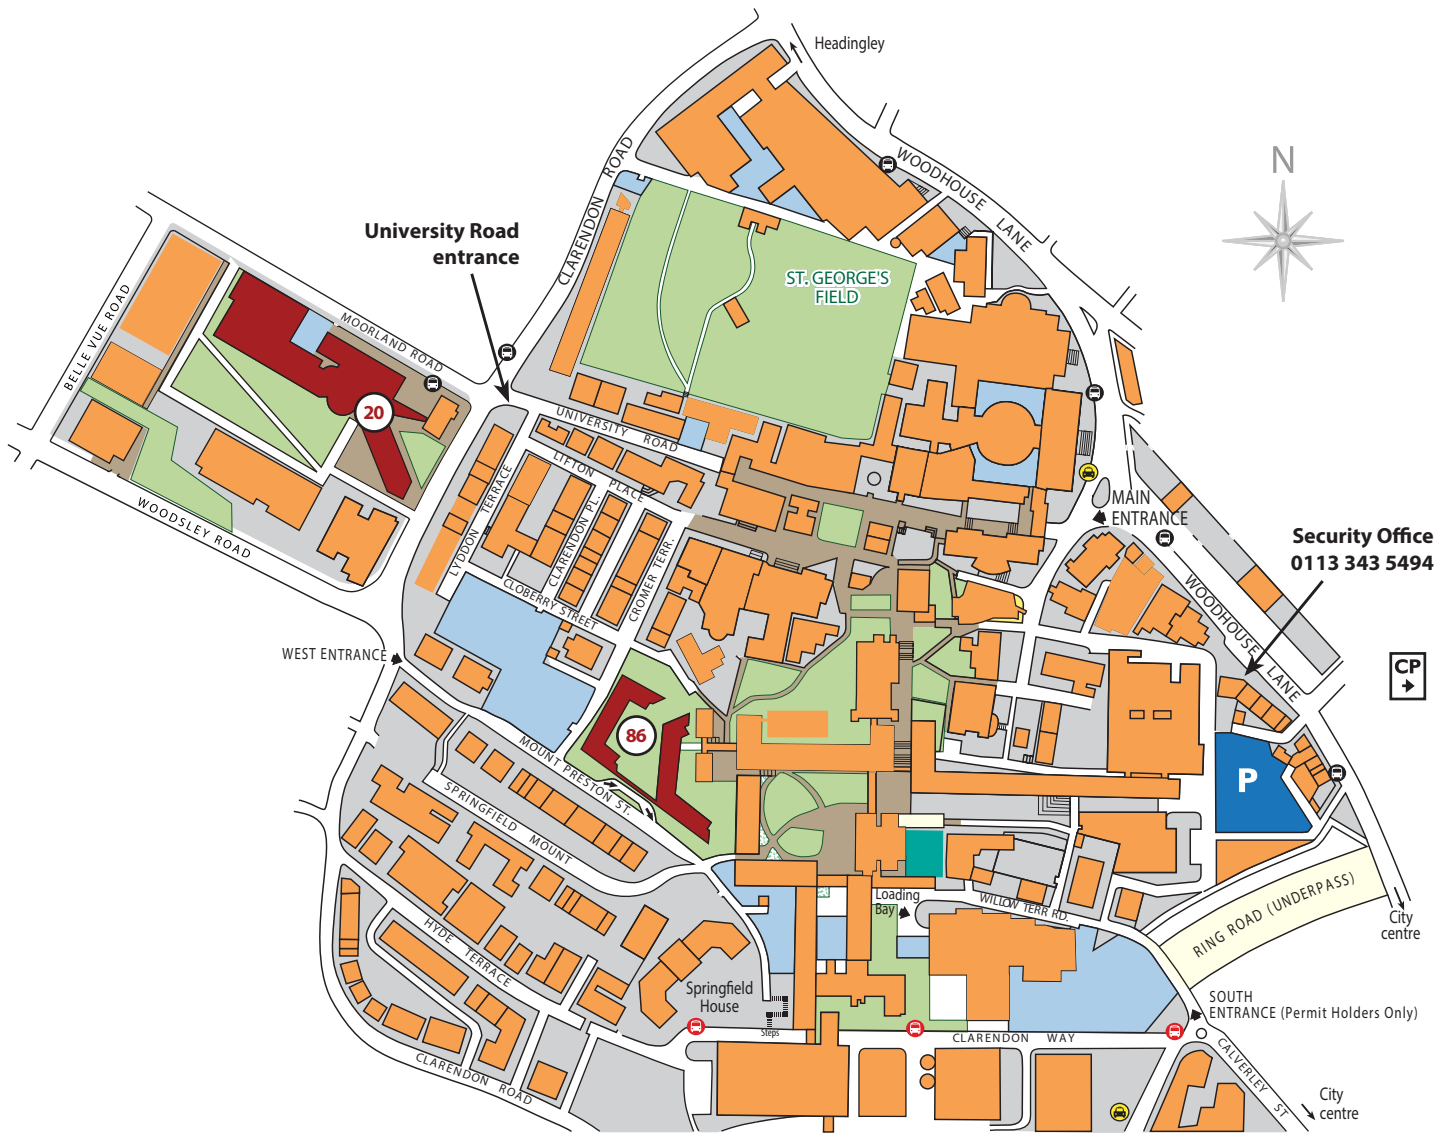 Headingley
N
WOODHOUSE LANE
CLARENDON ROAD
University Road
entrance
ST. GEORGE'S
FIELD
BELLE VUE ROAD
MOORLAND ROAD
20
UNIVERSITY ROAD
LIFTON PLACE
LYDDON TERRACE
CLARENDON PL.
CROMER TERR.
CLOBERRY STREET
WOODSLEY ROAD
MAIN
ENTRANCE
Security Office
0113 343 5494
WOODHOUSE LANE
WEST ENTRANCE
CP
86
MOUNT PRESTON ST.
SPRINGFIELD MOUNT
P
Loading
Bay
WILLOW TERR RD.
RING ROAD (UNDERPASS)
City
centre
HYDE TERRACE
Springfield
House
Steps
SOUTH
ENTRANCE (Permit Holders Only)
CLARENDON WAY
CLARENDON ROAD
CALVERLEY ST
City
centre